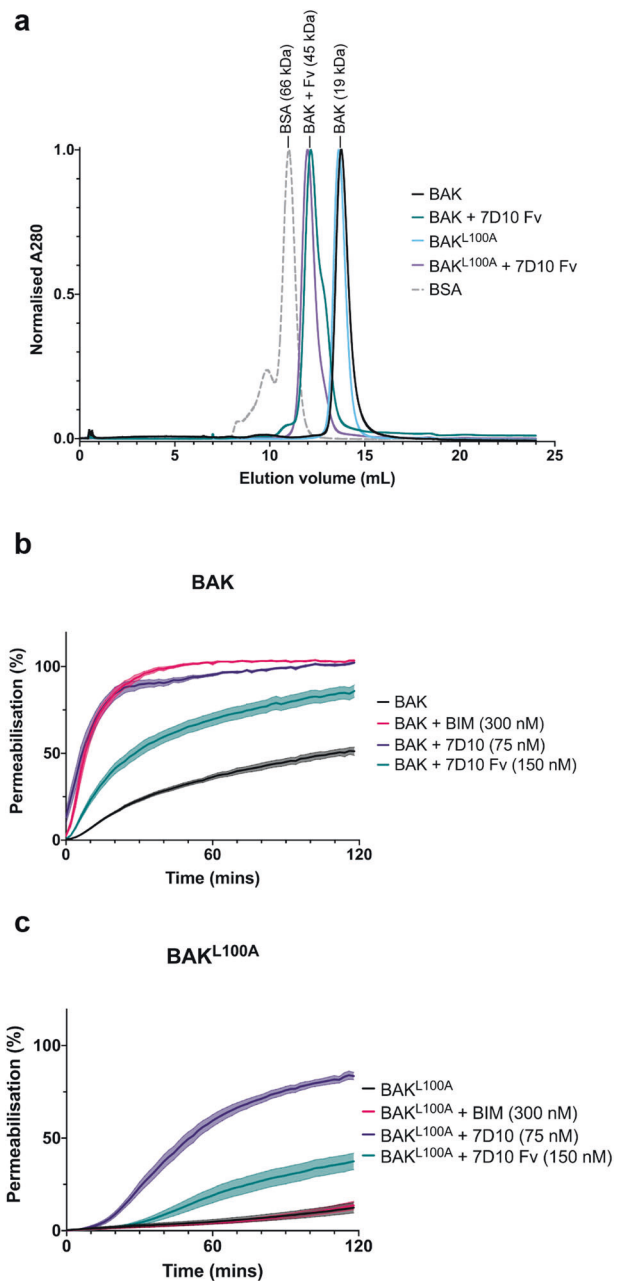 a
BSA (66 kDa)
BAK + Fv (45 kDa)
BAK (19 kDa)
1.0
0.5
0.0
Normalised A280
0 5 10 15 20 25
Elution volume (mL)
BAK
BAK + 7D10 Fv
BAKL100A
BAKL100A + 7D10 Fv
BSA
b
BAK
100
50
0
Permeabilisation (%)
0 60 120
Time (mins)
BAK
BAK + BIM (300 nM)
BAK + 7D10 (75 nM)
BAK + 7D10 Fv (150 nM)
c
BAKL100A
100
50
0
Permeabilisation (%)
0 60 120
Time (mins)
BAKL100A
BAKL100A + BIM (300 nM)
BAKL100A + 7D10 (75 nM)
BAKL100A + 7D10 Fv (150 nM)